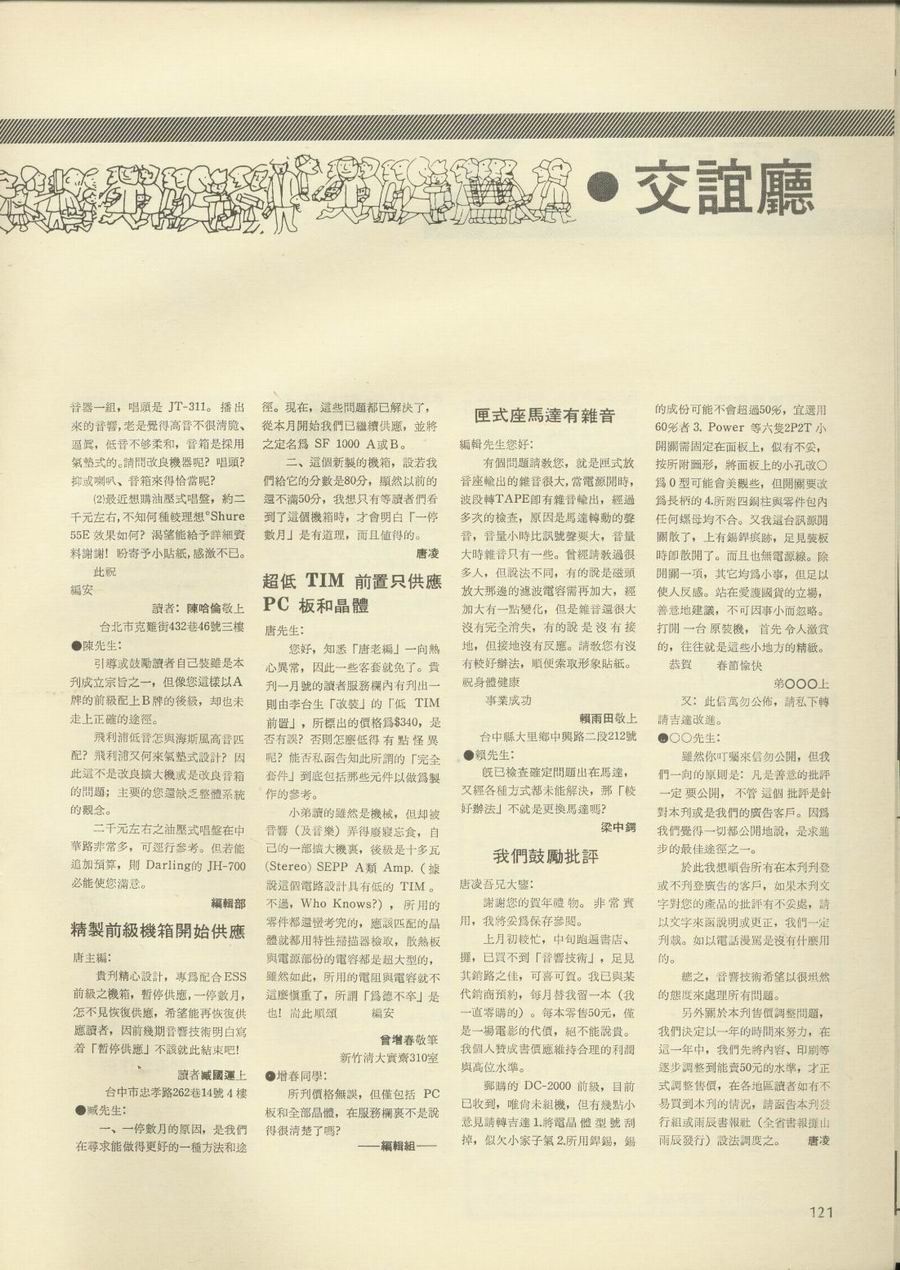 ●交誼廳
音器一組，唱頭是 JT-311。播出
來的音響，老是覺得高音不很清脆、
逼眞，低音不够柔和，音箱是採用
氣墊式的。請問改良機器呢？唱頭？
抑或喇叭、音箱來得恰當呢？
⑵最近想購油壓式唱盤，約二
千元左右，不知何種較理想？Shure
55E 效果如何？渴望能給予詳細資
料謝謝！盼寄予小貼紙，感激不已。
此祝
編安
讀者：陳哈倫敬上
台北市克難街432巷46號三樓
●陳先生：
引導或鼓勵讀者自己裝雖是本
刊成立宗旨之一，但像您這樣以A
牌的前級配上B牌的後級，却也未
走上正確的途徑。
飛利浦低音怎與海斯風高音匹
配？飛利浦又何來氣墊式設計？因
此這不是改良擴大機或是改良音箱
的問題；主要的您還缺乏整體系統
的觀念。
二千元左右之油壓式唱盤在中
華路非常多，可逕行參考。但若能
追加預算，則 Darling的 JH-700
必能使您滿意。
編輯部
精製前級機箱開始供應
唐主編：
貴刋精心設計，專爲配合ESS
前級之機箱，暫停供應，一停數月，
怎不見恢復供應，希望能再恢復供
應讀者，因前幾期音響技術明白寫
着「暫停供應」不該就此結束吧！
讀者臧國運上
台中市忠孝路262巷14號4樓
●臧先生：
一、一停數月的原因，是我們
在尋求能做得更好的一種方法和途
徑。現在，這些問題都已解決了，
從本月開始我們已繼續供應，並將
之定名爲 SF 1000 A或B。
二、這個新製的機箱，設若我
們給它的分數是80分，顯然以前的
還不滿50分，我想只有等讀者們看
到了這個機箱時，才會明白「一停
數月」是有道理，而且値得的。
唐凌
超低 TIM 前置只供應
PC 板和晶體
唐先生：
您好，知悉「唐老編」一向熱
心異常，因此一些客套就免了。貴
刋一月號的讀者服務欄內有刋出一
則由李台生「改裝」的「低 TIM
前置」，所標出的價格爲$340，是
否有誤？否則怎麽低得有點怪異
呢？能否私函告知此所謂的「完全
套件」到底包括那些元件以做爲製
作的參考。
小弟讀的雖然是機械，但却被
音響（及音樂）弄得廢寢忘食，自
己的一部擴大機裏，後級是十多瓦
(Stereo) SEPP A類 Amp.（據
說這個電路設計具有低的 TIM。
不過，Who Knows?），所用的
零件都還蠻考究的，應該匹配的晶
體就都用特性掃描器檢取，散熱板
與電源部份的電容都是超大型的，
雖然如此，所用的電阻與電容就不
這麽愼重了，所謂「爲德不卒」是
也！耑此順頌　編安
曾增春敬筆
新竹清大實齋310室
●增春同學：
所刋價格無誤，但僅包括 PC
板和全部晶體，在服務欄裏不是說
得很清楚了嗎？
——編輯組——
匣式座馬達有雜音
編輯先生您好：
有個問題請敎您，就是匣式放
音座輸出的雜音很大，當電源開時，
波段轉TAPE卽有雜音輸出，經過
多次的檢查，原因是馬達轉動的聲
音，音量小時比訊號聲要大，音量
大時雜音只有一些。曾經請敎過很
多人，但說法不同，有的說是磁頭
放大那邊的濾波電容需再加大，經
加大有一點變化，但是雜音還很大
沒有完全消失，有的說是沒有接
地，但接地沒有反應。請敎您有沒
有較好辦法，順便索取形象貼紙。
祝身體健康
事業成功
賴雨田敬上
台中縣大里鄉中興路二段212號
●賴先生：
旣已檢查確定問題出在馬達，
又經各種方式都未能解決，那「較
好辦法」不就是更換馬達嗎？
梁中鍔
我們鼓勵批評
唐凌吾兄大鑒：
謝謝您的賀年禮物。非常實
用，我將妥爲保存參閱。
上月初較忙，中旬跑遍書店、
攤，已買不到「音響技術」，足見
其銷路之佳，可喜可賀。我已與某
代銷商預約，每月替我留一本（我
一直零購的）。每本零售50元，僅
是一場電影的代價，絕不能說貴。
我個人贊成書價應維持合理的利潤
與高位水準。
郵購的 DC-2000 前級，目前
已收到，唯尙未組機，但有幾點小
意見請轉吉達1.將電晶體型號刮
掉，似欠小家子氣2.所用錫，錫
的成份可能不會超過50%，宜選用
60%者3. Power 等六隻2P2T 小
開關需固定在面板上，似有不妥，
按所附圖形，將面板上的小孔改○
爲0型可能會美觀些，但開關要改
爲長柄的4.所附四銅柱與零件包內
任何螺母均不合。又我這台訊源開
關散了，上有錫銲痕跡，足見裝板
時卽散開了。而且也無電源線。除
開關一項，其它均爲小事，但足以
使人反感。站在愛護國貨的立場，
善意地建議，不可因事小而忽略。
打開一台原裝機，首先令人激賞
的，往往就是這些小地方的精緻。
恭賀　春節愉快
弟○○○上
又：此信萬勿公佈，請私下轉
請吉達改進。
●○○先生：
雖然你叮囑來信勿公開，但我
們一向的原則是：凡是善意的批評
一定要公開，不管這個批評是針
對本刋或是我們的廣告客戶。因爲
我們覺得一切都公開地說，是求進
步的最佳途徑之一。
於此我想順告所有在本刋刋登
或不刋登廣告的客戶，如果本刋文
字對您的產品的批評有不妥處，請
以文字來函說明或更正，我們一定
刋載。如以電話漫罵是沒有什麽用
的。
總之，音響技術希望以很坦然
的態度來處理所有問題。
另外關於本刋售價調整問題，
我們決定以一年的時間來努力，在
這一年中，我們先將內容、印刷等
逐步調整到能賣50元的水準，才正
式調整售價，在各地區讀者如有不
易買到本刋的情況，請函告本刋發
行組或雨辰書報社（全省書報攤由
雨辰發行）設法調度之。　唐凌
121